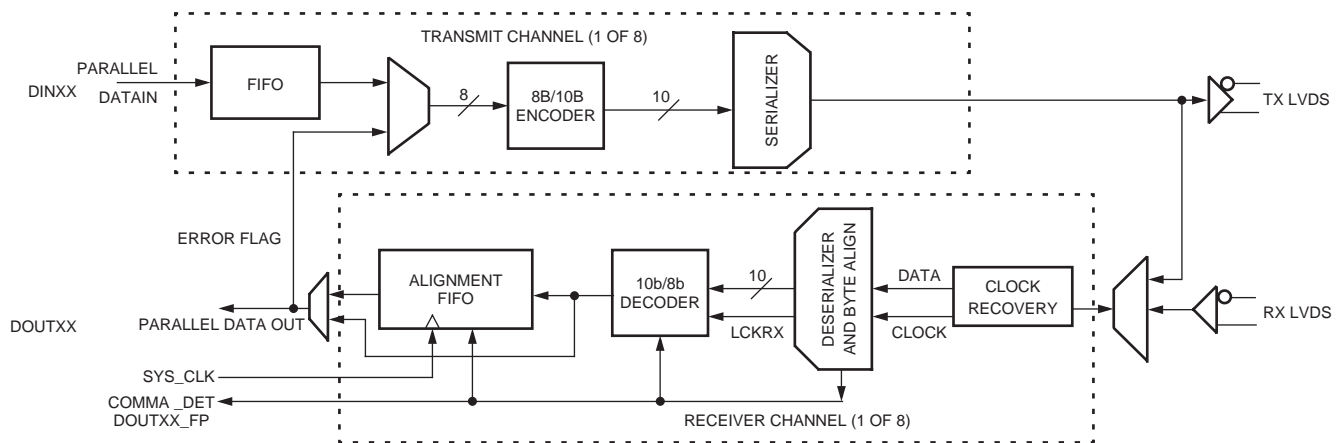 TRANSMIT CHANNEL (1 OF 8)
PARALLEL
DINXX
DATAIN
FIFO
8
8B/10B
ENCODER
10
SERIALIZER
TX LVDS
ERROR FLAG
ALIGNMENT
FIFO
10b/8b
DECODER
10
LCKRX
DESERIALIZER
AND BYTE ALIGN
DATA
CLOCK
CLOCK
RECOVERY
RX LVDS
DOUTXX
PARALLEL DATA OUT
SYS_CLK
COMMA _DET
DOUTXX_FP
RECEIVER CHANNEL (1 OF 8)